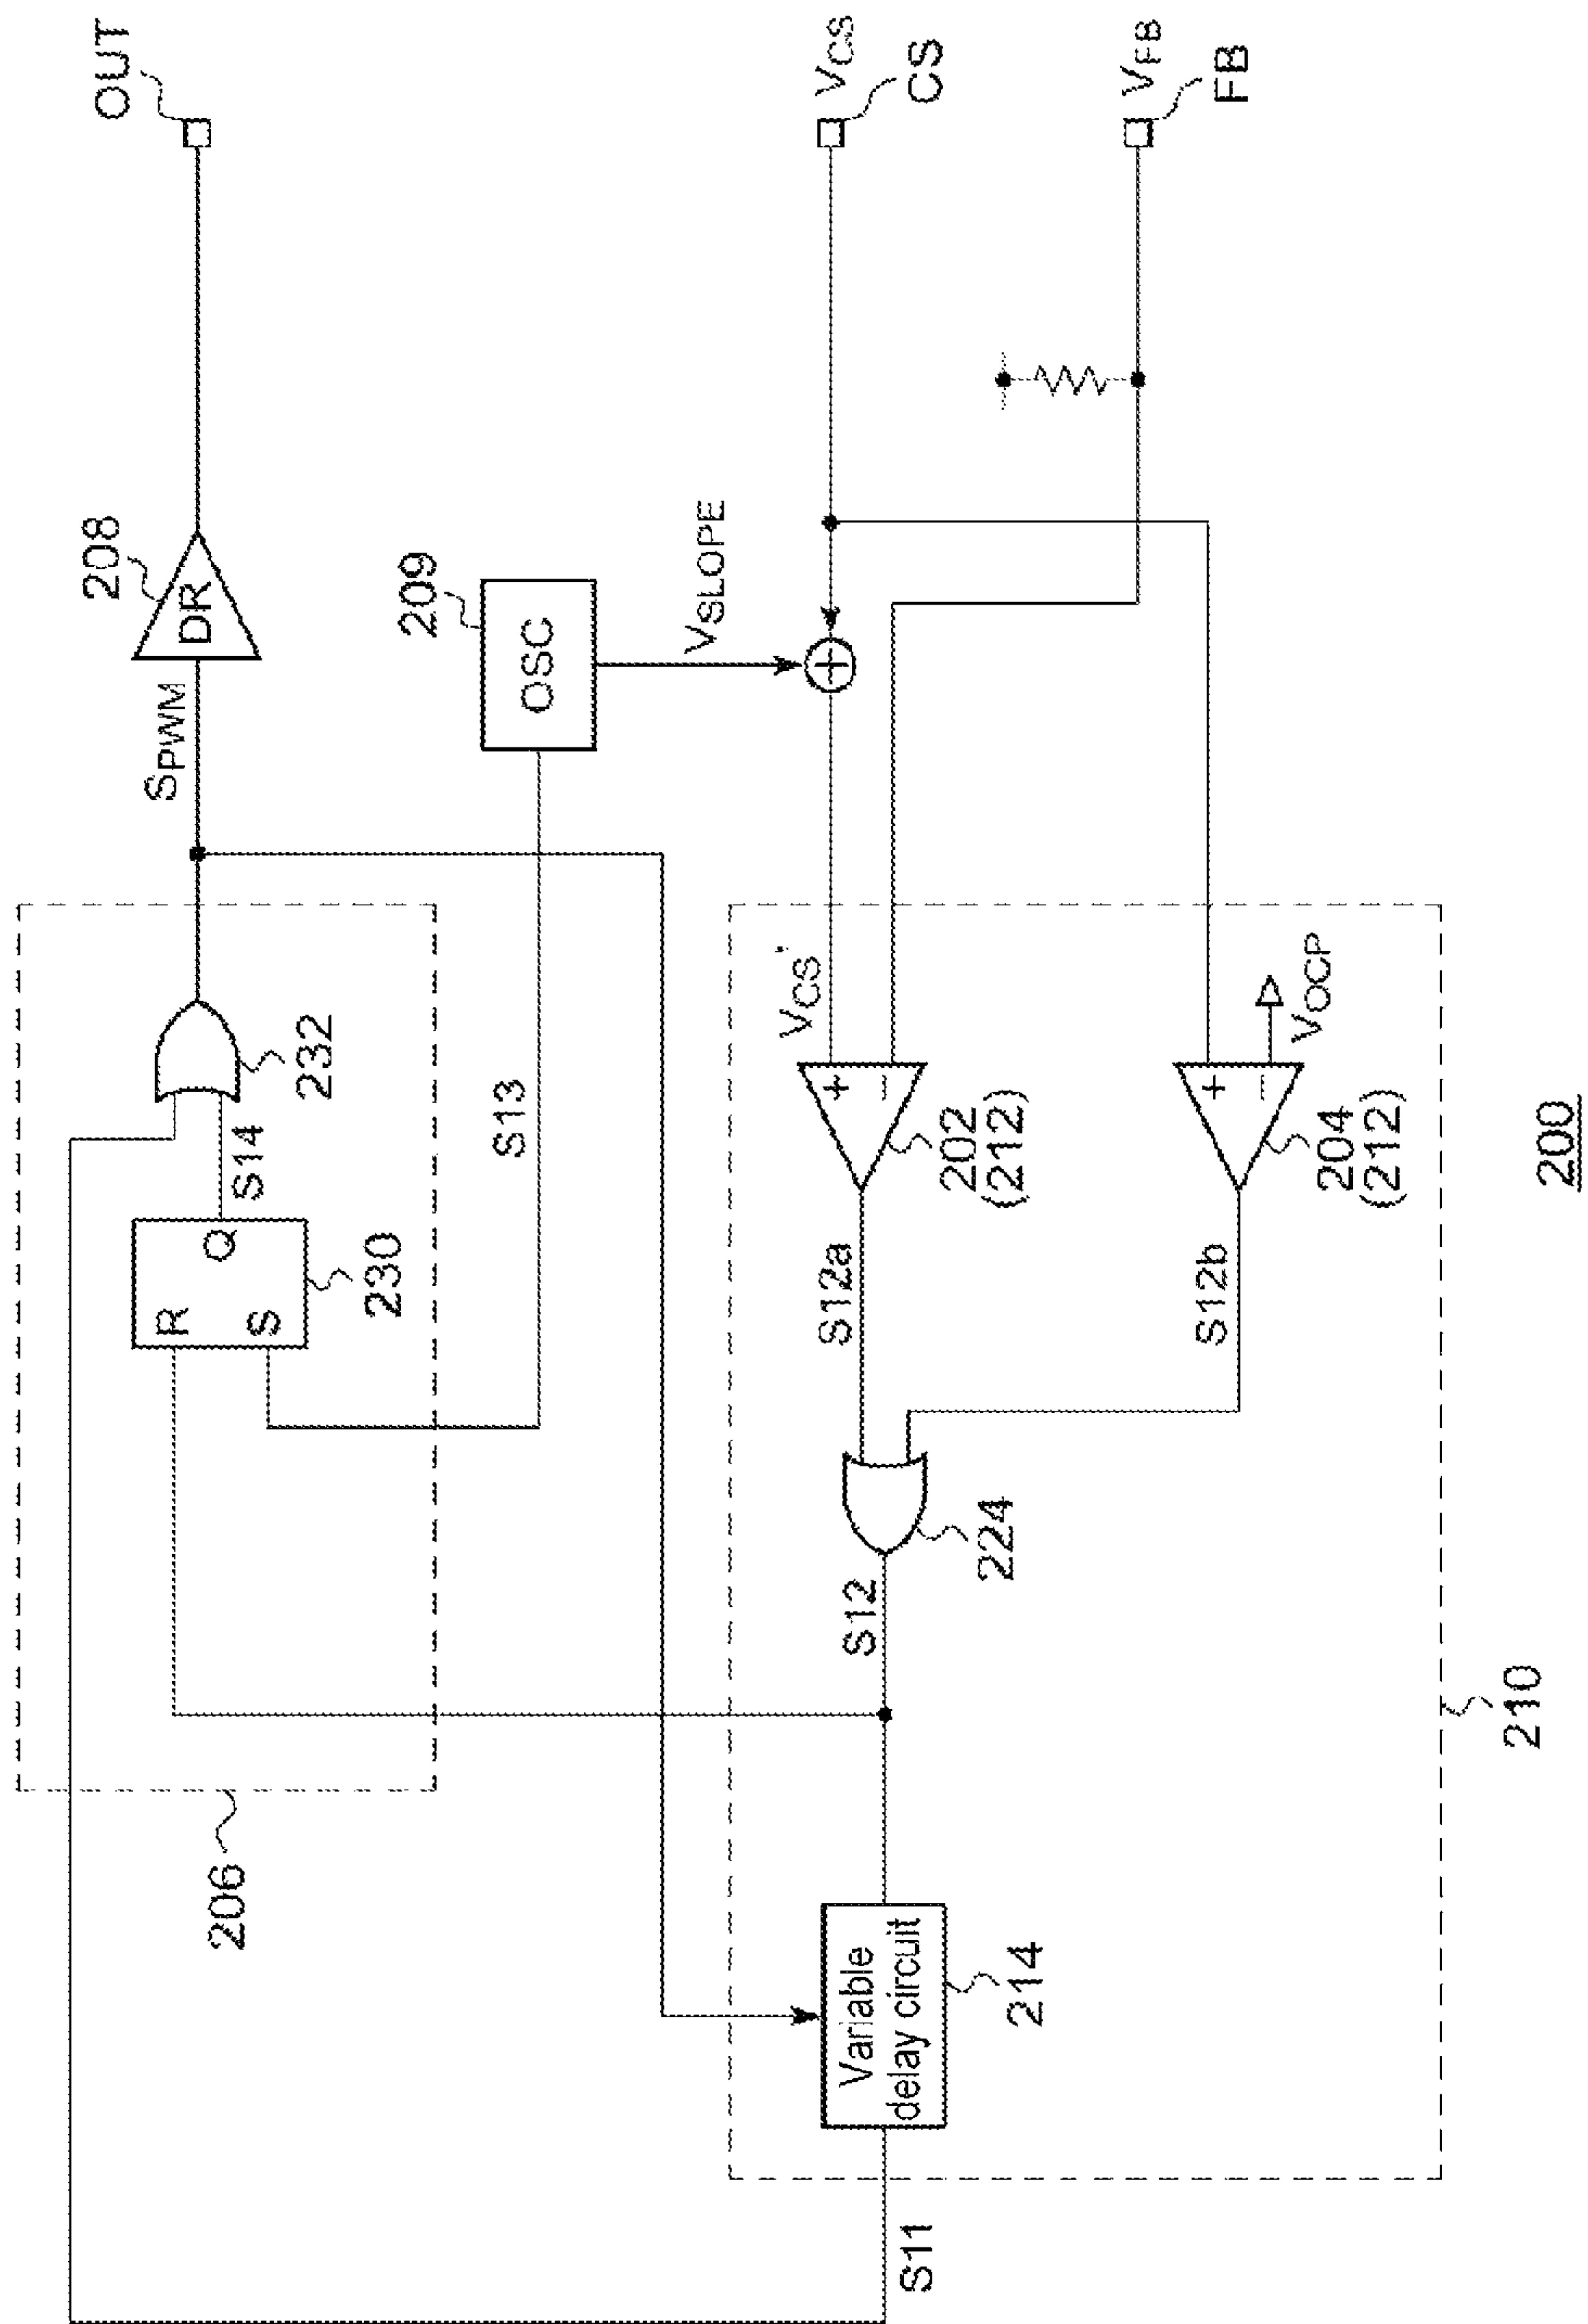 OUT
208
DR
SPWM
232
S14
Q
R
S
230
206
209
OSC
VSLOPE
S13
VCS
CS
VFB
FB
VCS'
+
−
202
(212)
+
−
VOCP
204
(212)
S12a
S12b
224
S12
Variable
delay circuit
214
S11
210
200